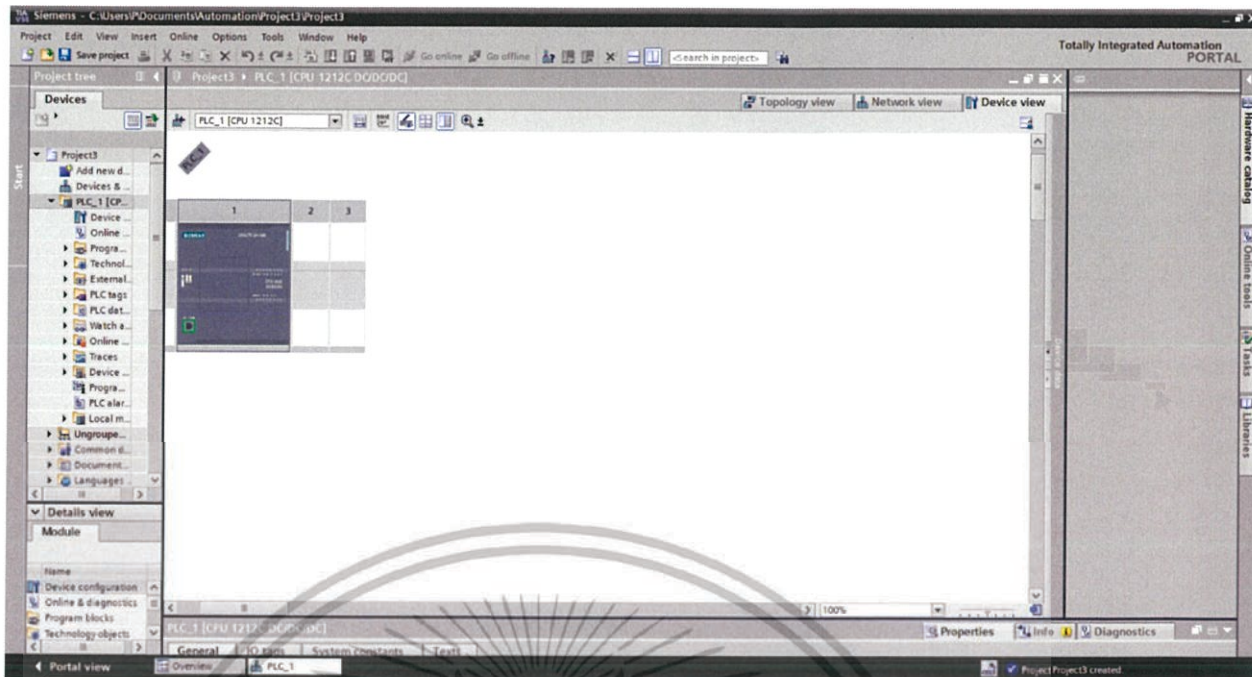 Siemens - C:\Users\P\Documents\Automation\Project3\Project3
Project Edit View Insert Online Options Tools Window Help
Totally Integrated Automation
PORTAL
Save project Go online Go offline <Search in project>
Project tree
Project3 ▸ PLC_1 [CPU 1212C DC/DC/DC]
Devices
Topology view Network view Device view
PLC_1 [CPU 1212C]
Start
Project3
Add new d...
Devices & ...
PLC_1 [CP...
Device ...
Online ...
Progra...
Technol...
External...
PLC tags
PLC dat...
Watch a...
Online ...
Traces
Device ...
Progra...
PLC alar...
Local m...
Ungroupe...
Common d...
Document...
Languages ...
PLC_1
1 2 3
SIEMENS
Details view
Module
Name
Device configuration
Online & diagnostics
Program blocks
Technology objects
100%
PLC_1 [CPU 1212C DC/DC/DC]
Properties Info Diagnostics
General IO tags System constants Texts
Device data
Hardware catalog
Online tools
Tasks
Libraries
Portal view Overview PLC_1
Project Project3 created.